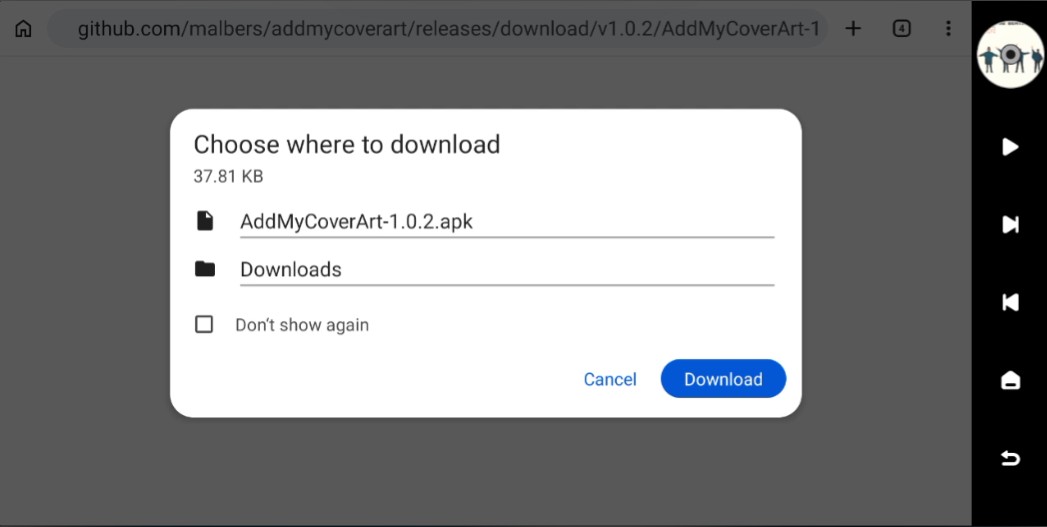 github.com/malbers/addmycoverart/releases/download/v1.0.2/AddMyCoverArt-1
4
Choose where to download
37.81 KB
AddMyCoverArt-1.0.2.apk
Downloads
Don't show again
Cancel
Download